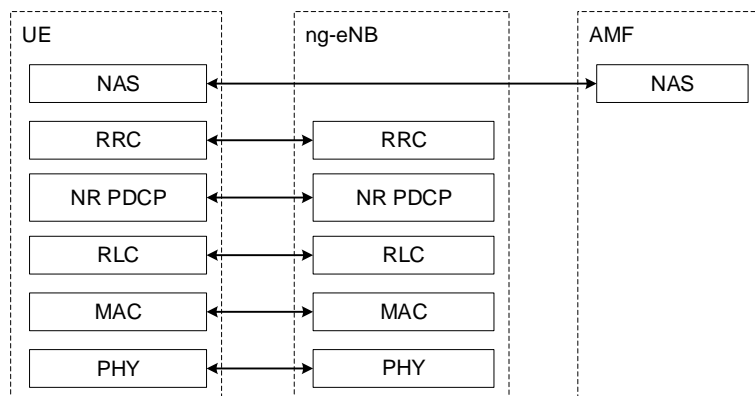 UE
ng-eNB
AMF
NAS
NAS
RRC
RRC
NR PDCP
NR PDCP
RLC
RLC
MAC
MAC
PHY
PHY